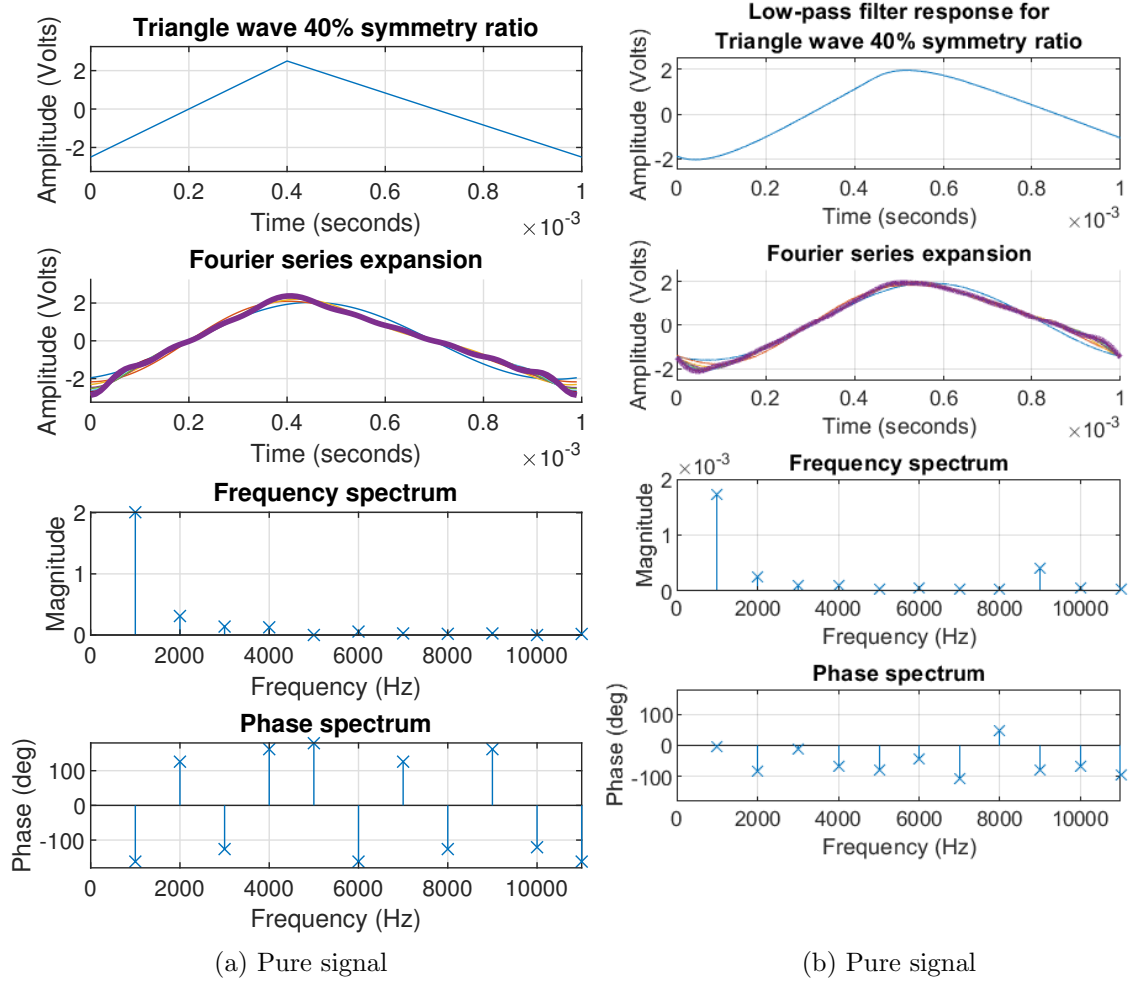 Triangle wave 40% symmetry ratio
Amplitude (Volts)
2
0
-2
0 0.2 0.4 0.6 0.8 1
Time (seconds)
×10⁻³
Fourier series expansion
Amplitude (Volts)
2
0
-2
0 0.2 0.4 0.6 0.8 1
Time (seconds)
×10⁻³
Frequency spectrum
Magnitude
2
1
0
0 2000 4000 6000 8000 10000
Frequency (Hz)
Phase spectrum
Phase (deg)
100
0
-100
0 2000 4000 6000 8000 10000
Frequency (Hz)
(a) Pure signal
Low-pass filter response for
Triangle wave 40% symmetry ratio
Amplitude (Volts)
2
0
-2
0 0.2 0.4 0.6 0.8 1
Time (seconds)
×10⁻³
Fourier series expansion
Amplitude (Volts)
2
0
-2
0 0.2 0.4 0.6 0.8 1
Time (seconds)
×10⁻³
×10⁻³
Frequency spectrum
Magnitude
2
1
0
0 2000 4000 6000 8000 10000
Frequency (Hz)
Phase spectrum
Phase (deg)
100
0
-100
0 2000 4000 6000 8000 10000
Frequency (Hz)
(b) Pure signal